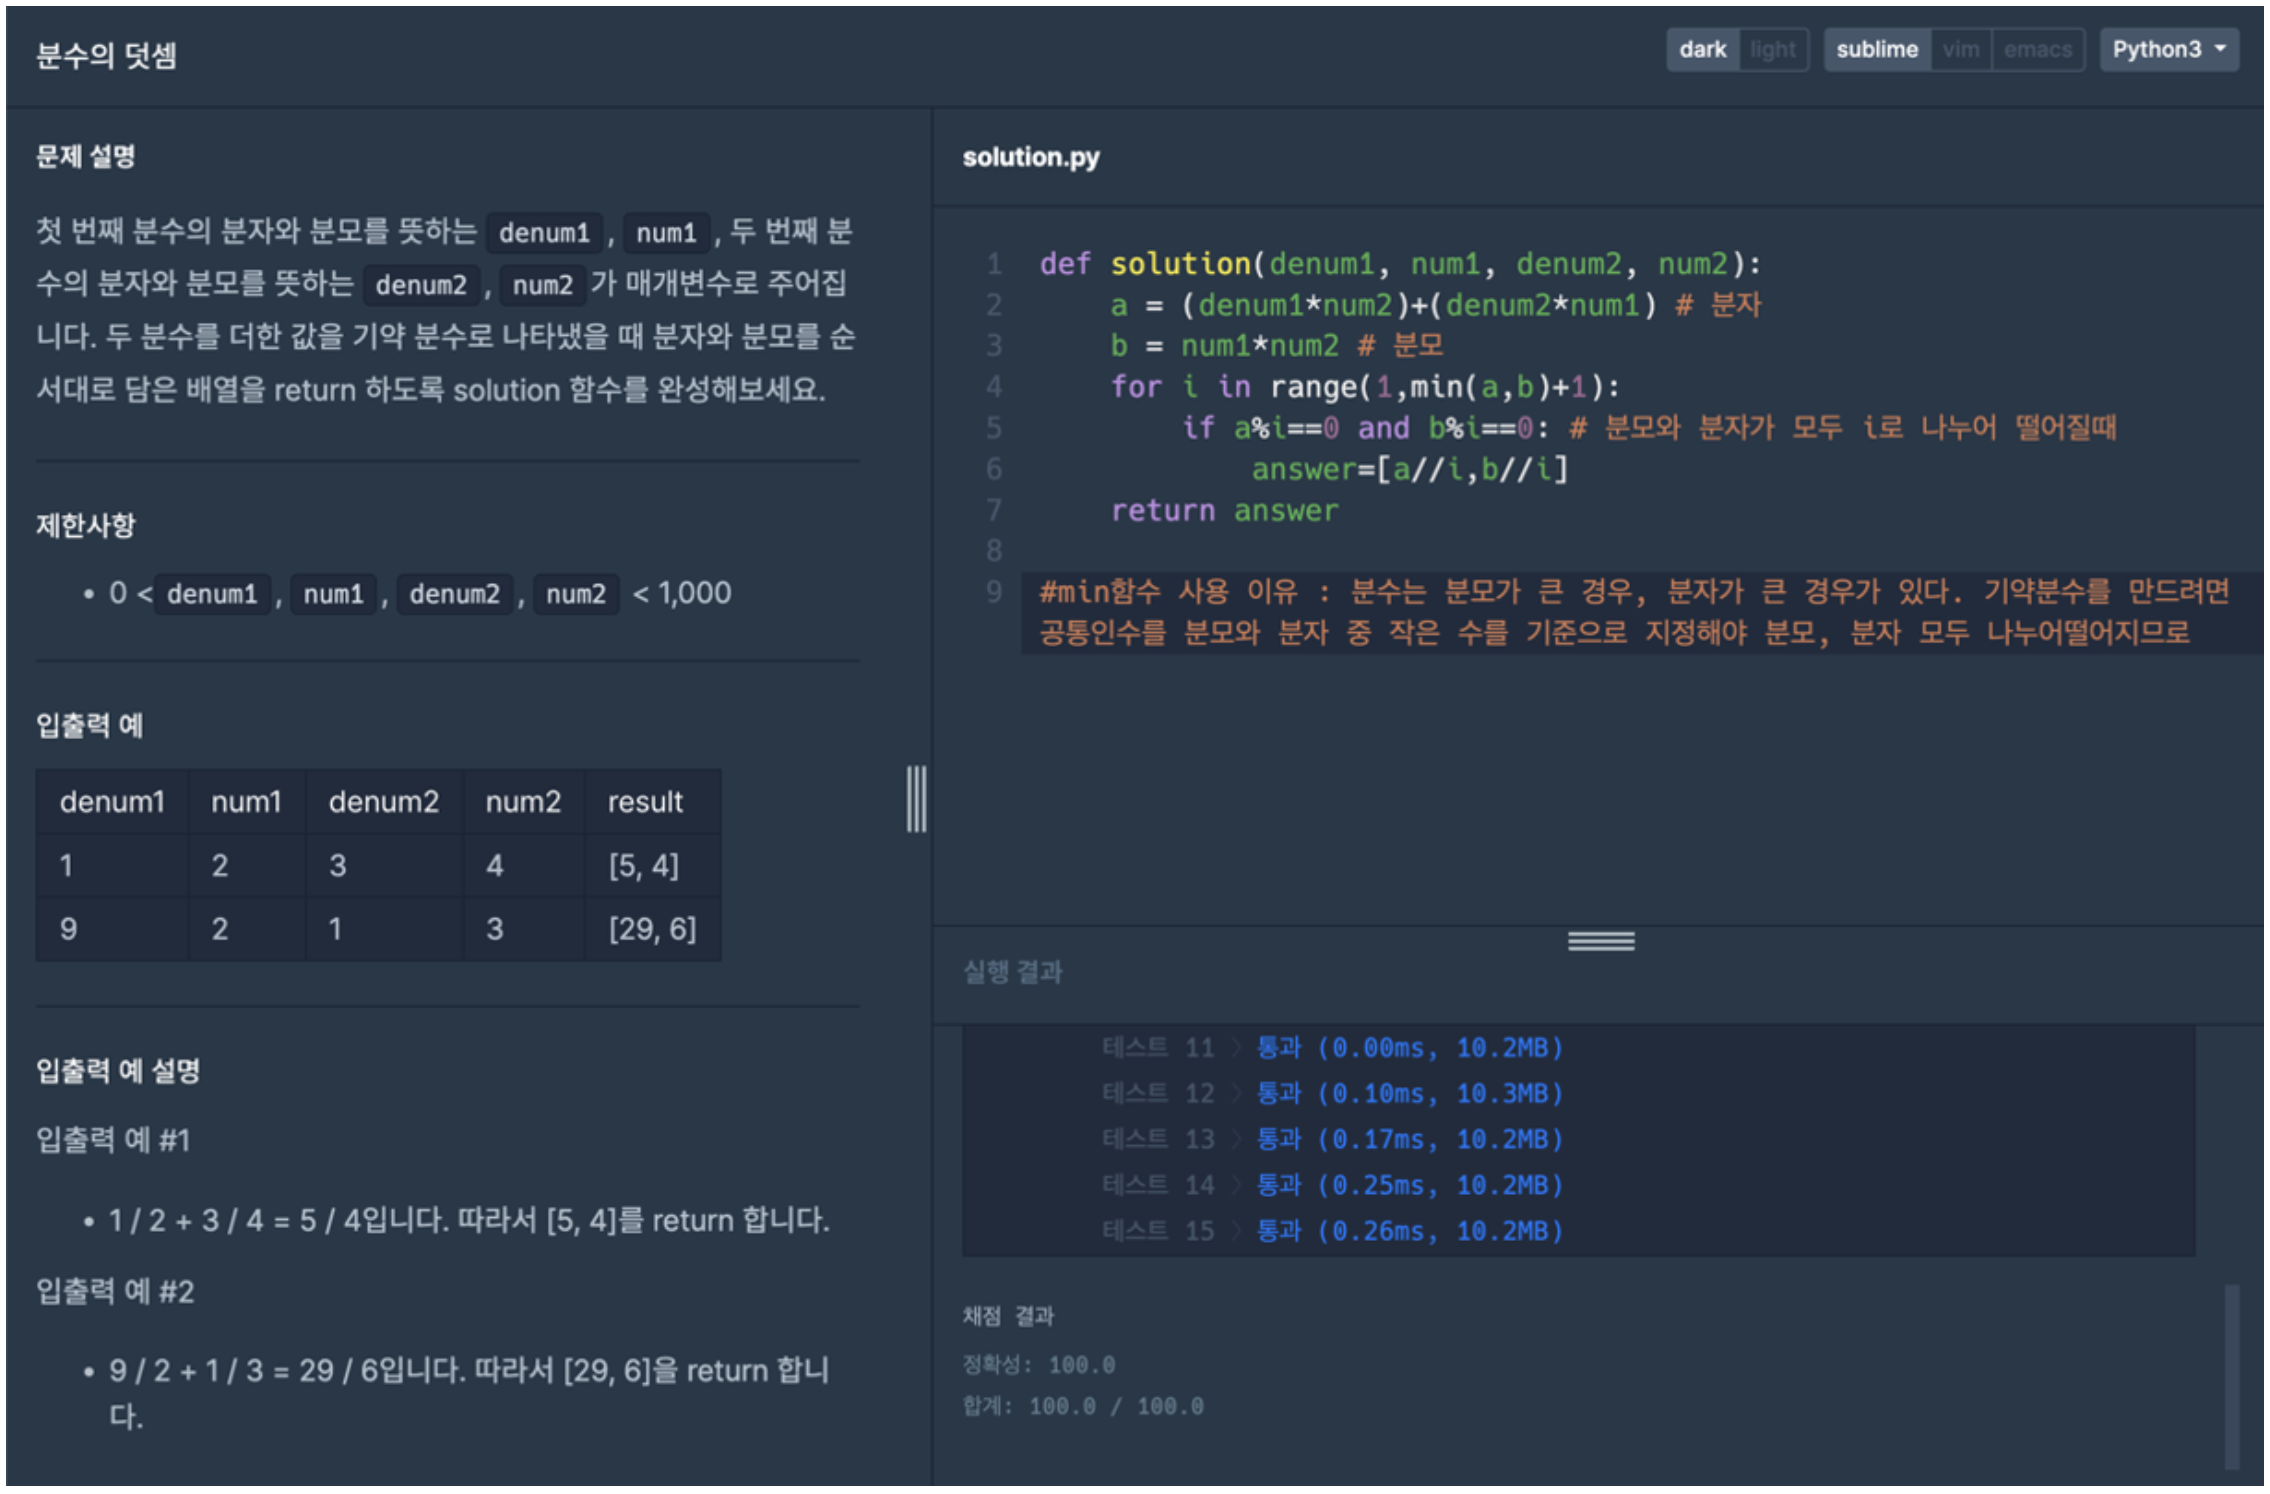 분수의 덧셈
dark light sublime vim emacs Python3
문제 설명
첫 번째 분수의 분자와 분모를 뜻하는 denum1, num1, 두 번째 분
수의 분자와 분모를 뜻하는 denum2, num2가 매개변수로 주어집
니다. 두 분수를 더한 값을 기약 분수로 나타냈을 때 분자와 분모를 순
서대로 담은 배열을 return 하도록 solution 함수를 완성해보세요.
제한사항
• 0 < denum1, num1, denum2, num2 < 1,000
입출력 예
denum1 num1 denum2 num2 result
1 2 3 4 [5, 4]
9 2 1 3 [29, 6]
입출력 예 설명
입출력 예 #1
• 1 / 2 + 3 / 4 = 5 / 4입니다. 따라서 [5, 4]를 return 합니다.
입출력 예 #2
• 9 / 2 + 1 / 3 = 29 / 6입니다. 따라서 [29, 6]을 return 합니
다.
solution.py
1 def solution(denum1, num1, denum2, num2):
2     a = (denum1*num2)+(denum2*num1) # 분자
3     b = num1*num2 # 분모
4     for i in range(1,min(a,b)+1):
5         if a%i==0 and b%i==0: # 분모와 분자가 모두 i로 나누어 떨어질때
6             answer=[a//i,b//i]
7     return answer
8
9 #min함수 사용 이유 : 분수는 분모가 큰 경우, 분자가 큰 경우가 있다. 기약분수를 만드려면
공통인수를 분모와 분자 중 작은 수를 기준으로 지정해야 분모, 분자 모두 나누어떨어지므로
실행 결과
테스트 11 〉 통과 (0.00ms, 10.2MB)
테스트 12 〉 통과 (0.10ms, 10.3MB)
테스트 13 〉 통과 (0.17ms, 10.2MB)
테스트 14 〉 통과 (0.25ms, 10.2MB)
테스트 15 〉 통과 (0.26ms, 10.2MB)
채점 결과
정확성: 100.0
합계: 100.0 / 100.0